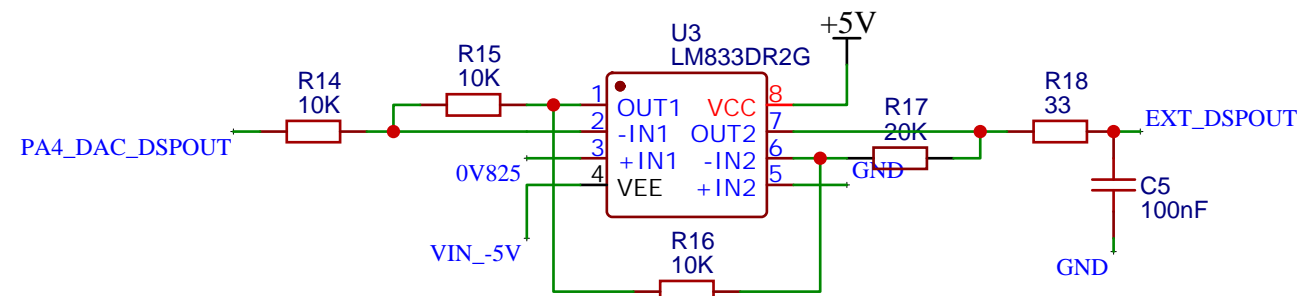 +5V
U3
LM833DR2G
R15
10K
R14
10K
R18
33
R17
20K
1
OUT1
VCC
8
2
-IN1
OUT2
7
3
+IN1
-IN2
6
4
VEE
+IN2
5
PA4_DAC_DSPOUT
EXT_DSPOUT
0V825
GND
VIN_-5V
C5
100nF
R16
10K
GND